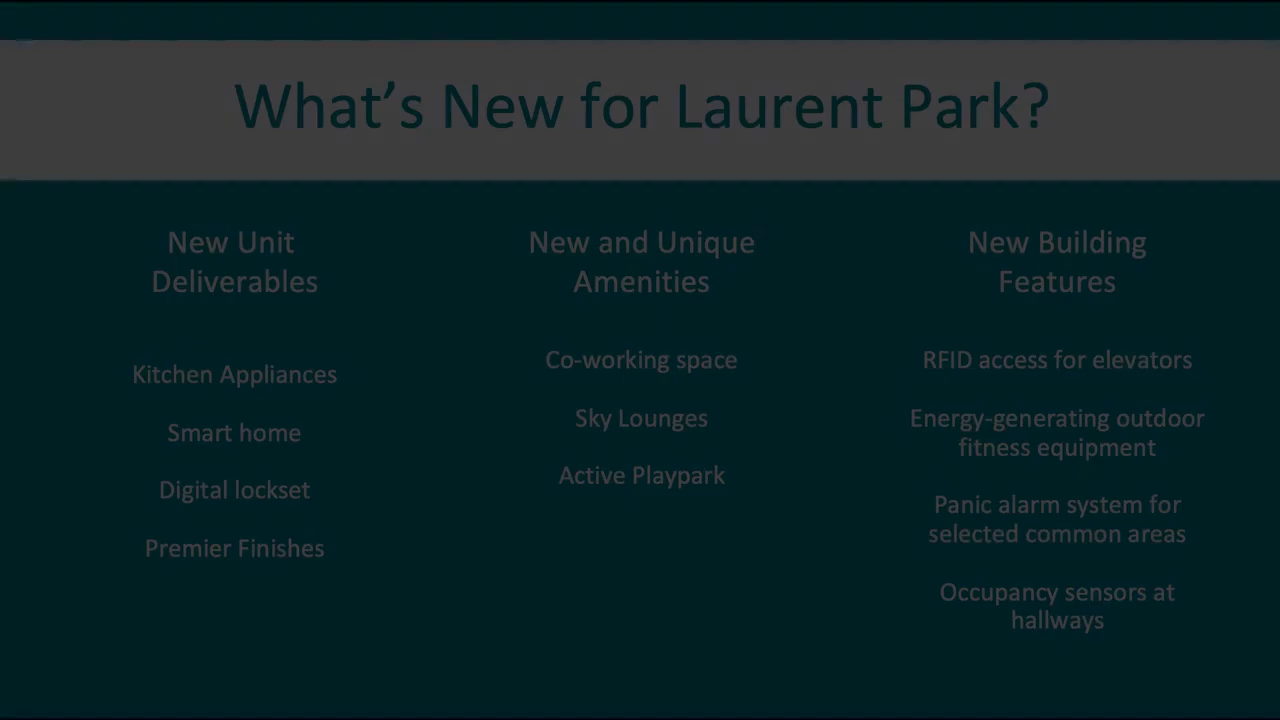 What's New for Laurent Park?
New Unit
Deliverables
Kitchen Appliances
Smart home
Digital lockset
Premier Finishes
New and Unique
Amenities
Co-working space
Sky Lounges
Active Playpark
New Building
Features
RFID access for elevators
Energy-generating outdoor
fitness equipment
Panic alarm system for
selected common areas
Occupancy sensors at
hallways